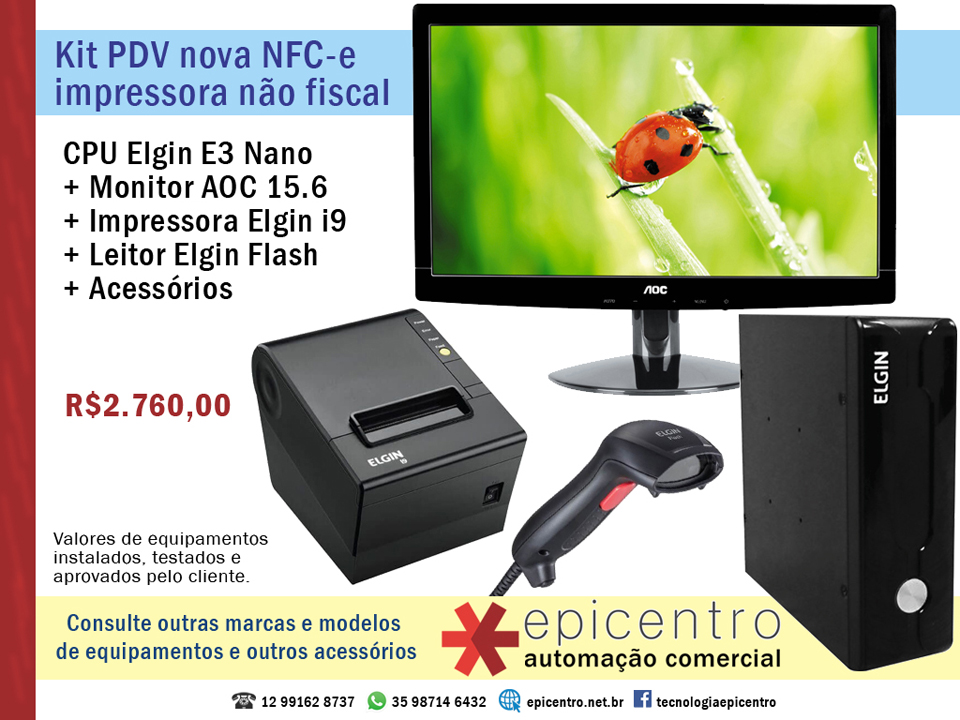 Kit PDV nova NFC-e
impressora não fiscal
CPU Elgin E3 Nano
+ Monitor AOC 15.6
+ Impressora Elgin i9
+ Leitor Elgin Flash
+ Acessórios
R$2.760,00
AOC
ELGIN
ELGIN
i9
ELGIN
Flash
Valores de equipamentos
instalados, testados e
aprovados pelo cliente.
Consulte outras marcas e modelos
de equipamentos e outros acessórios
epicentro
automação comercial
12 99162 8737 35 98714 6432 epicentro.net.br tecnologiaepicentro